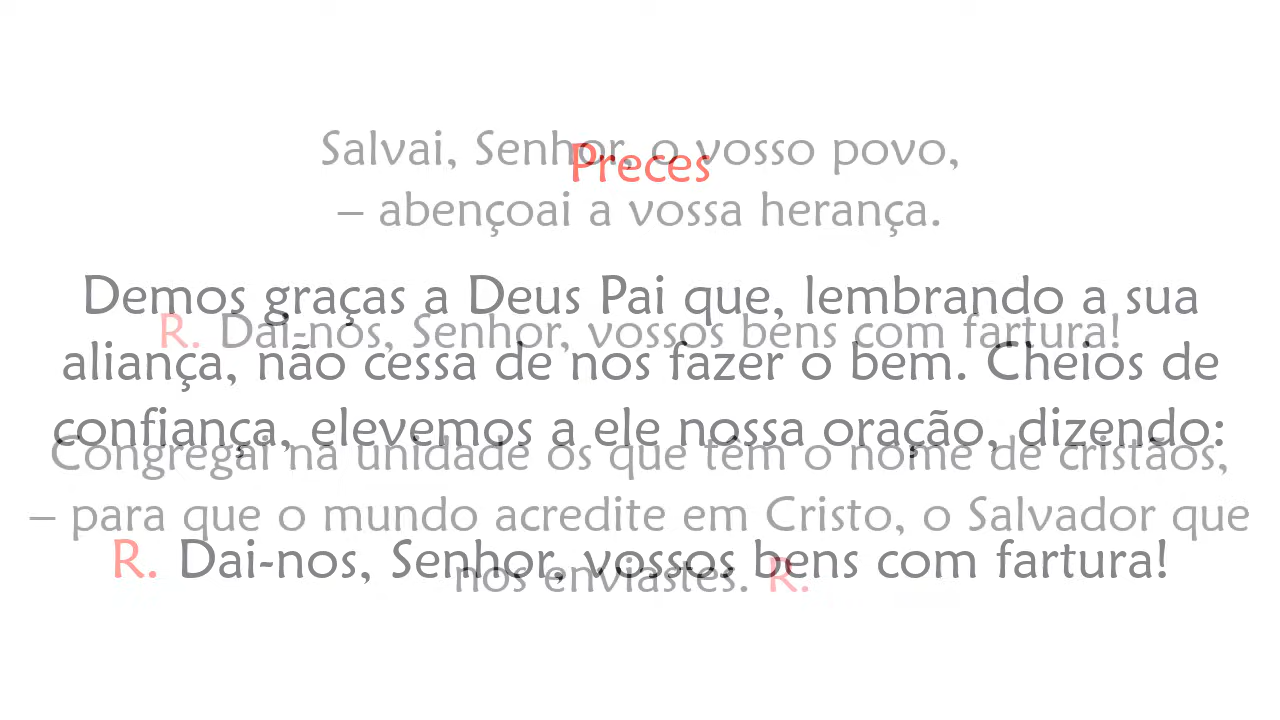 Preces
Demos graças a Deus Pai que, lembrando a sua
aliança, não cessa de nos fazer o bem. Cheios de
confiança, elevemos a ele nossa oração, dizendo:
R. Dai-nos, Senhor, vossos bens com fartura!
Salvai, Senhor, o vosso povo,
– abençoai a vossa herança.
R. Dai-nos, Senhor, vossos bens com fartura!
Congregai na unidade os que têm o nome de cristãos,
– para que o mundo acredite em Cristo, o Salvador que
nos enviastes. R.